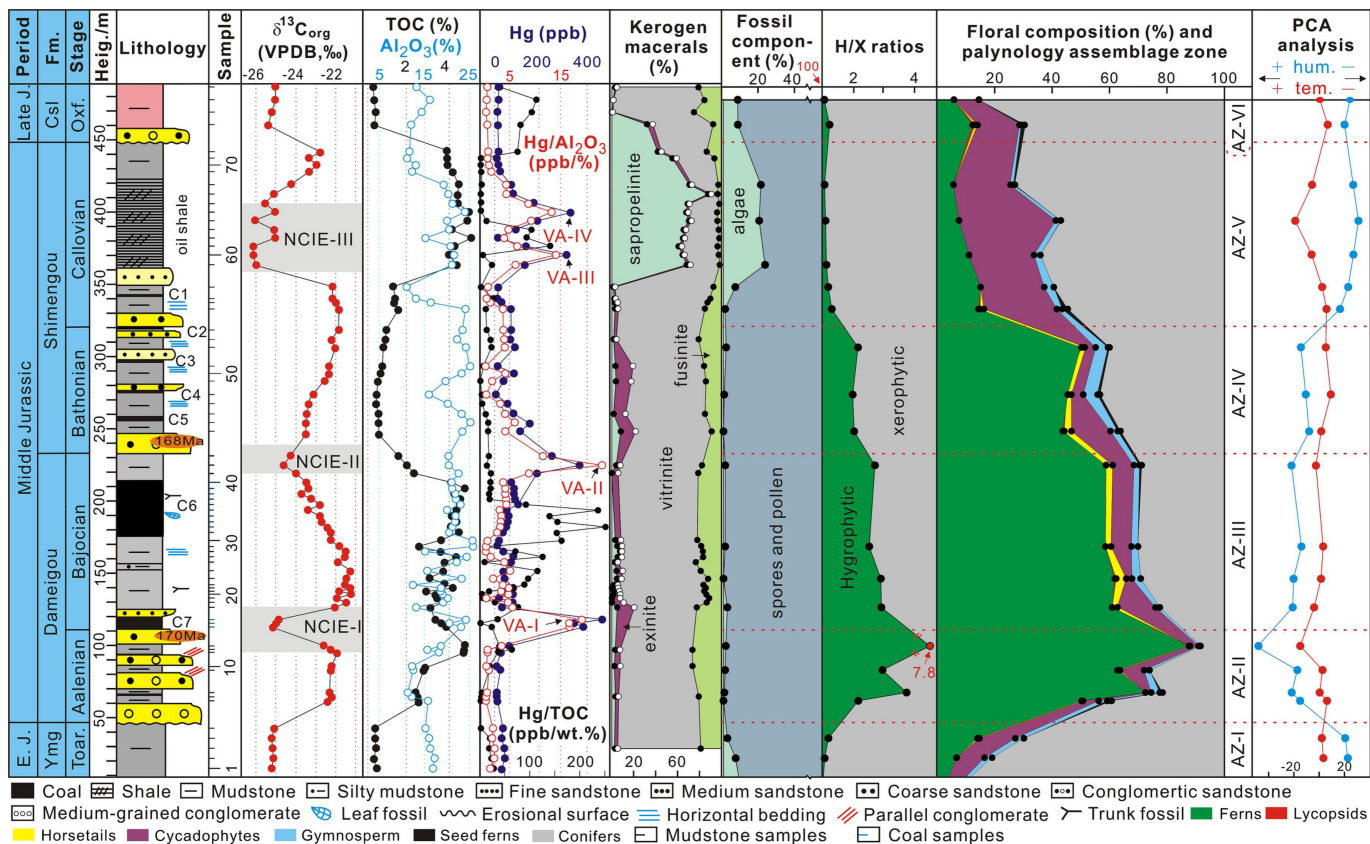 Period
Fm.
Stage
Heig./m
Lithology
Sample
δ¹³Corg
(VPDB,‰)
-26 -24 -22
TOC (%)
Al₂O₃(%)
2 4
5 15 25
Hg (ppb)
0 200 400
5 15
Kerogen
macerals
(%)
Fossil
compon-
ent (%)
20 40
100
H/X ratios
2 4
Floral composition (%) and
palynology assemblage zone
20 40 60 80 100
PCA
analysis
+ hum. −
+ tem. −
Late J.
Middle Jurassic
E. J.
Csl
Shimengou
Dameigou
Ymg
Oxf.
Callovian
Bathonian
Bajocian
Aalenian
Toar.
450
400
350
300
250
200
150
100
50
oil shale
C1
C2
C3
C4
C5
168Ma
C6
C7
170Ma
70
60
50
40
30
20
10
1
NCIE-III
NCIE-II
NCIE-I
Hg/Al₂O₃
(ppb/%)
VA-IV
VA-III
VA-II
VA-I
Hg/TOC
(ppb/wt.%)
sapropelinite
fusinite
vitrinite
exinite
20 60
algae
spores and pollen
xerophytic
Hygrophytic
7.8
AZ-VI
AZ-V
AZ-IV
AZ-III
AZ-II
AZ-I
-20 0 20
Coal Shale Mudstone Silty mudstone Fine sandstone Medium sandstone Coarse sandstone Conglomertic sandstone
Medium-grained conglomerate Leaf fossil Erosional surface Horizontal bedding Parallel conglomerate Trunk fossil Ferns Lycopsids
Horsetails Cycadophytes Gymnosperm Seed ferns Conifers Mudstone samples Coal samples